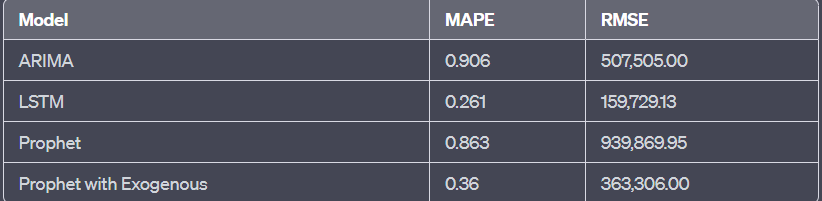 Model MAPE RMSE
ARIMA 0.906 507,505.00
LSTM 0.261 159,729.13
Prophet 0.863 939,869.95
Prophet with Exogenous 0.36 363,306.00